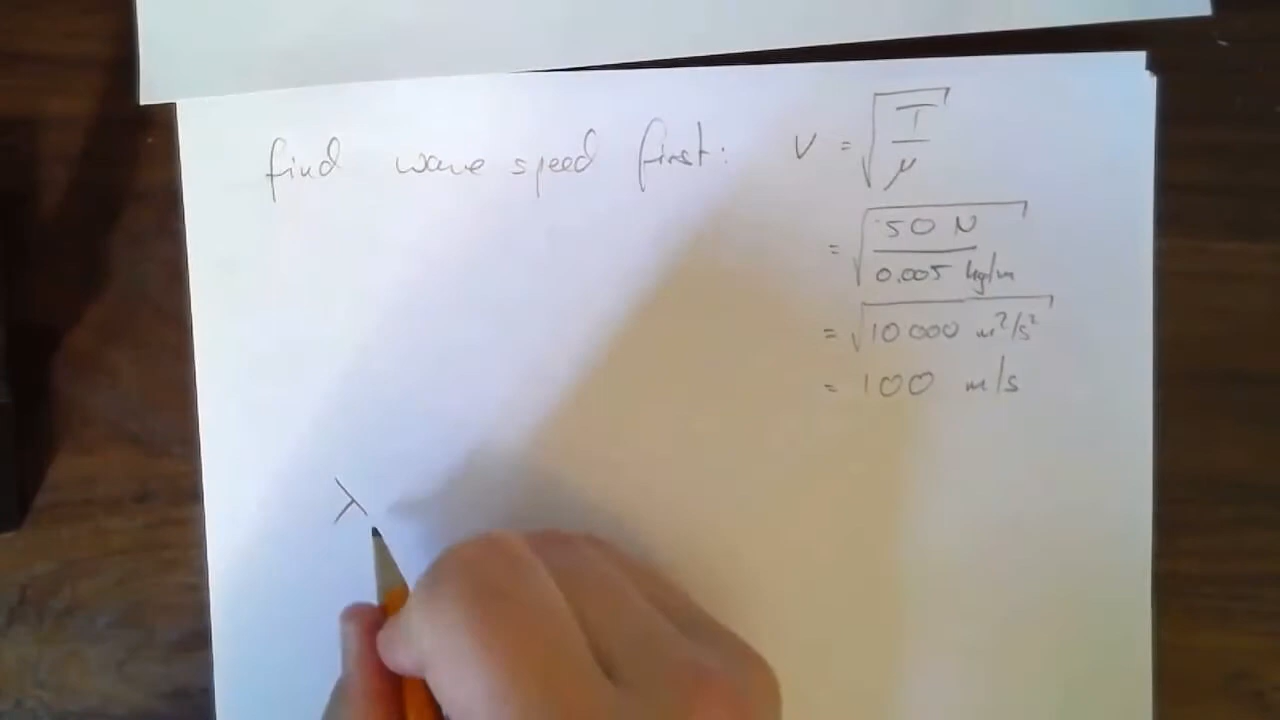 find wave speed first: v = √(T/μ)
= √(50 N / 0.005 kg/m)
= √(10 000 m²/s²)
= 100 m/s
λ